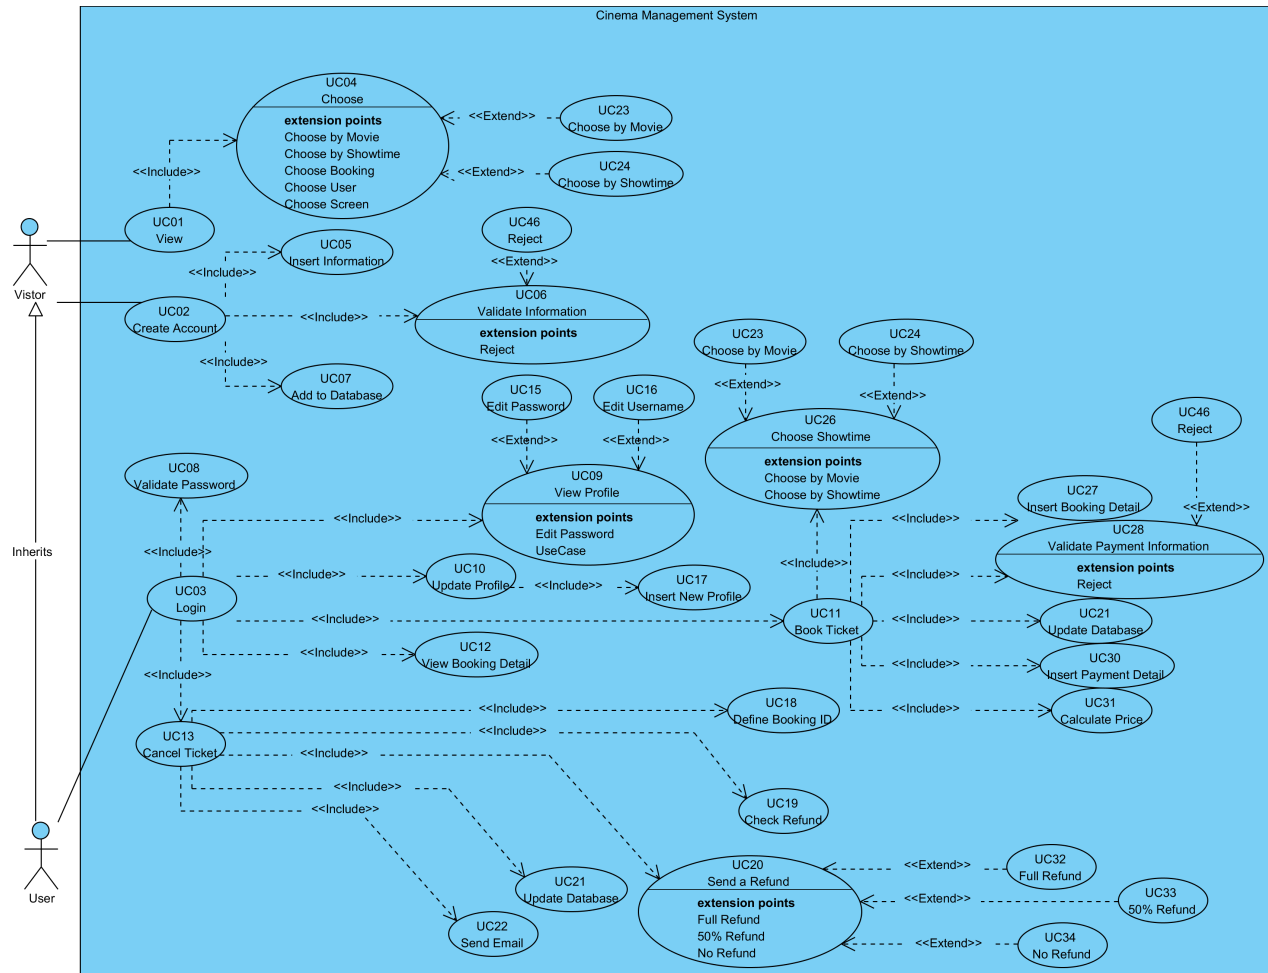 Cinema Management System
UC04
Choose
extension points
Choose by Movie
Choose by Showtime
Choose Booking
Choose User
Choose Screen
<<Extend>>
UC23
Choose by Movie
<<Extend>>
UC24
Choose by Showtime
<<Include>>
UC01
View
Vistor
UC05
Insert Information
<<Include>>
UC46
Reject
<<Extend>>
UC02
Create Account
<<Include>>
UC06
Validate Information
extension points
Reject
<<Include>>
UC07
Add to Database
UC23
Choose by Movie
UC24
Choose by Showtime
<<Extend>>
<<Extend>>
UC15
Edit Password
UC16
Edit Username
<<Extend>>
<<Extend>>
UC26
Choose Showtime
extension points
Choose by Movie
Choose by Showtime
UC46
Reject
<<Extend>>
UC08
Validate Password
UC09
View Profile
extension points
Edit Password
UseCase
<<Include>>
<<Include>>
UC27
Insert Booking Detail
<<Include>>
UC28
Validate Payment Information
extension points
Reject
<<Include>>
Inherits
<<Include>>
<<Include>>
UC10
Update Profile
<<Include>>
UC17
Insert New Profile
<<Include>>
UC03
Login
<<Include>>
UC11
Book Ticket
<<Include>>
UC21
Update Database
UC12
View Booking Detail
<<Include>>
<<Include>>
UC30
Insert Payment Detail
<<Include>>
<<Include>>
UC18
Define Booking ID
<<Include>>
UC31
Calculate Price
UC13
Cancel Ticket
<<Include>>
<<Include>>
<<Include>>
UC19
Check Refund
User
UC20
Send a Refund
extension points
Full Refund
50% Refund
No Refund
<<Extend>>
UC32
Full Refund
<<Extend>>
UC33
50% Refund
<<Extend>>
UC34
No Refund
UC21
Update Database
UC22
Send Email